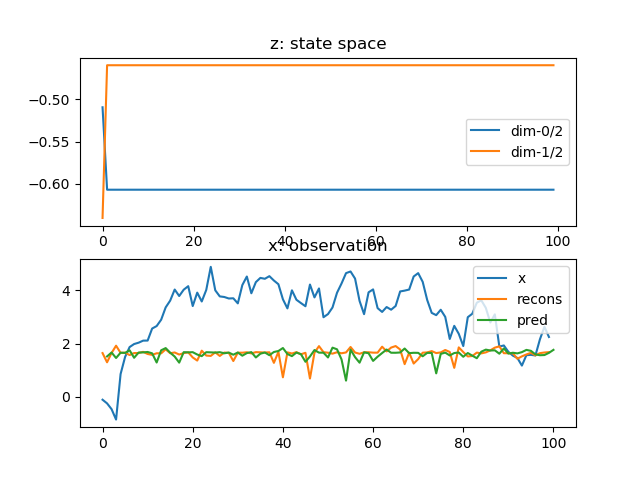 z: state space
−0.50
−0.55
−0.60
dim-0/2
dim-1/2
0 20 40 60 80 100
x: observation
4
2
0
x
recons
pred
0 20 40 60 80 100